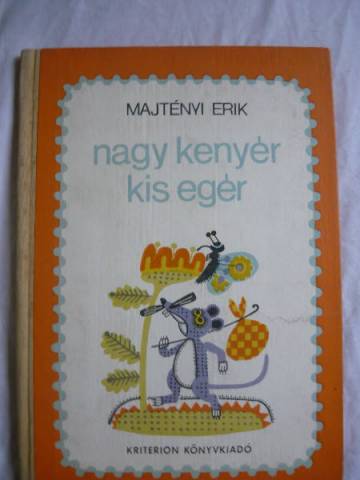 MAJTÉNYI ERIK
nagy kenyér
kis egér
KRITERION KÖNYVKIADÓ